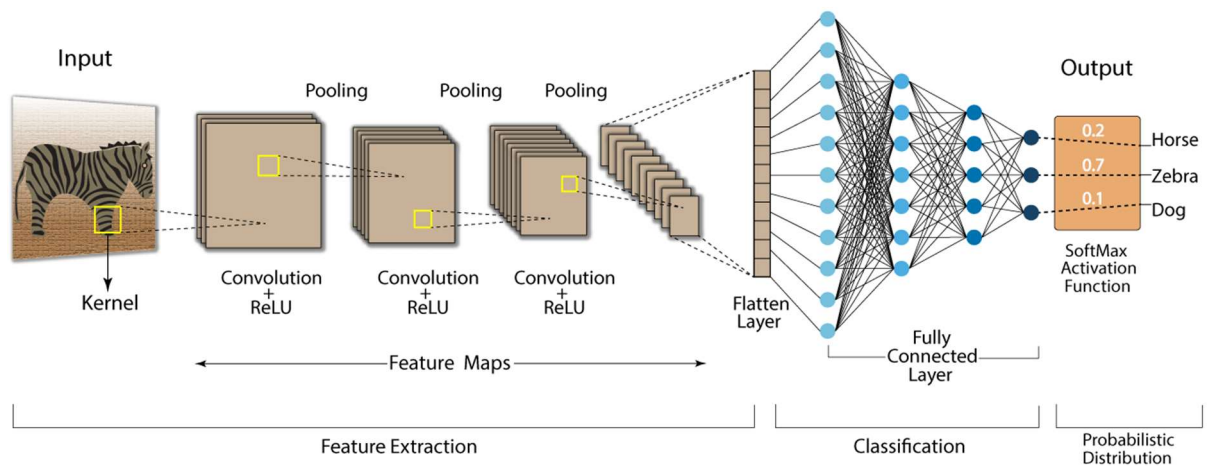 Input
Pooling
Pooling
Pooling
Output
0.2
Horse
0.7
Zebra
0.1
Dog
Kernel
Convolution
+
ReLU
Convolution
+
ReLU
Convolution
+
ReLU
Flatten
Layer
SoftMax
Activation
Function
Fully
Connected
Layer
Feature Maps
Feature Extraction
Classification
Probabilistic
Distribution